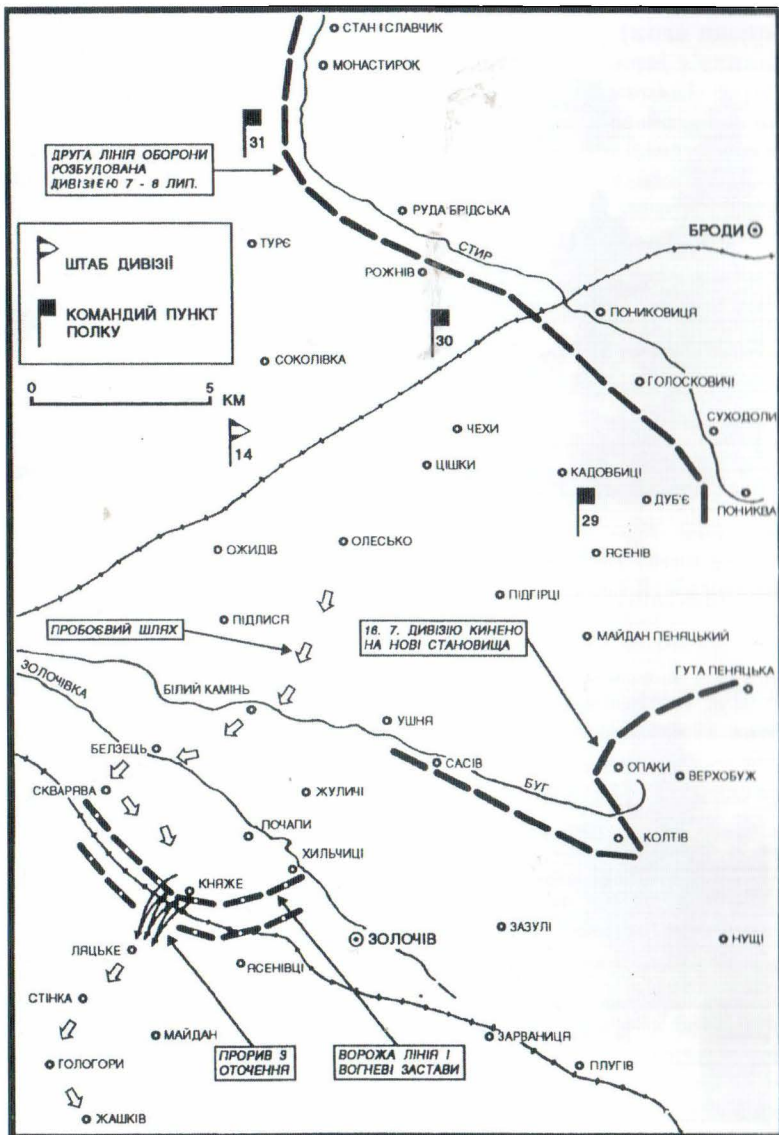 СТАНІСЛАВЧИК
МОНАСТИРОК
31
ДРУГА ЛІНІЯ ОБОРОНИ
РОЗБУДОВАНА
ДИВІЗІЄЮ 7 - 8 ЛИП.
РУДА БРІДСЬКА
БРОДИ
СТИР
ТУРЄ
ШТАБ ДИВІЗІЇ
РОЖНІВ
КОМАНДИЙ ПУНКТ
ПОЛКУ
ПОНИКОВИЦЯ
30
СОКОЛІВКА
ГОЛОСКОВИЧІ
0 5
КМ
СУХОДОЛИ
ЧЕХИ
14
ЦІШКИ
КАДОВБИЦІ
ДУБ'Є
ПОНИКВА
29
ОЖИДІВ
ОЛЕСЬКО
ЯСЕНІВ
ПІДГІРЦІ
ПІДЛИСЯ
ПРОБОЄВИЙ ШЛЯХ
16. 7. ДИВІЗІЮ КИНЕНО
НА НОВІ СТАНОВИЩА
МАЙДАН ПЕНЯЦЬКИЙ
ГУТА ПЕНЯЦЬКА
ЗОЛОЧІВКА
БІЛИЙ КАМІНЬ
УШНЯ
БЕЛЗЕЦЬ
САСІВ
БУГ
ОПАКИ
ВЕРХОБУЖ
СКВАРЯВА
ЖУЛИЧІ
ПОЧАПИ
КОЛТІВ
ХИЛЬЧИЦІ
КНЯЖЕ
ЗАЗУЛІ
НУЩІ
ЛЯЦЬКЕ
ЗОЛОЧІВ
ЯСЕНІВЦІ
СТІНКА
МАЙДАН
ЗАРВАНИЦЯ
ПРОРИВ З
ОТОЧЕННЯ
ВОРОЖА ЛІНІЯ І
ВОГНЕВІ ЗАСТАВИ
ГОЛОГОРИ
ПЛУГІВ
ЖАШКІВ